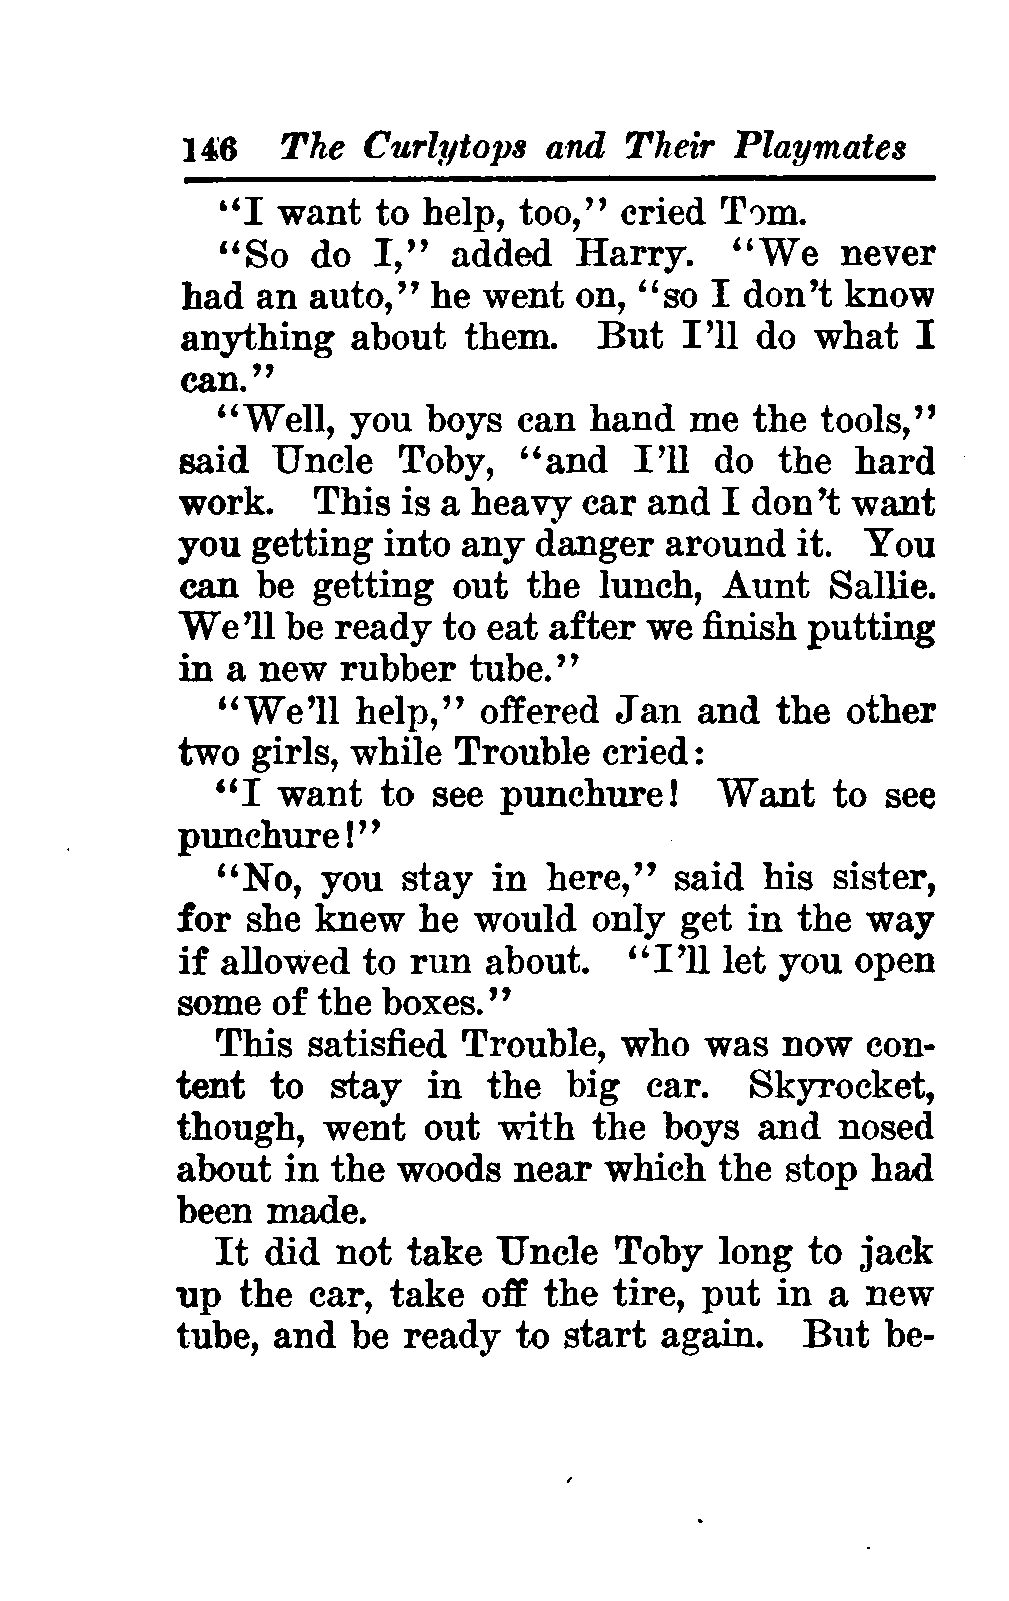 146 The Curlytops and Their Playmates
“I want to help, too,” cried Tom.
“So do I,” added Harry. “We never
had an auto,” he went on, “so I don’t know
anything about them. But I’ll do what I
can.”
“Well, you boys can hand me the tools,”
said Uncle Toby, “and I’ll do the hard
work. This is a heavy car and I don’t want
you getting into any danger around it. You
can be getting out the lunch, Aunt Sallie.
We’ll be ready to eat after we finish putting
in a new rubber tube.”
“We’ll help,” offered Jan and the other
two girls, while Trouble cried:
“I want to see punchure! Want to see
punchure!”
“No, you stay in here,” said his sister,
for she knew he would only get in the way
if allowed to run about. “I’ll let you open
some of the boxes.”
This satisfied Trouble, who was now con-
tent to stay in the big car. Skyrocket,
though, went out with the boys and nosed
about in the woods near which the stop had
been made.
It did not take Uncle Toby long to jack
up the car, take off the tire, put in a new
tube, and be ready to start again. But be-